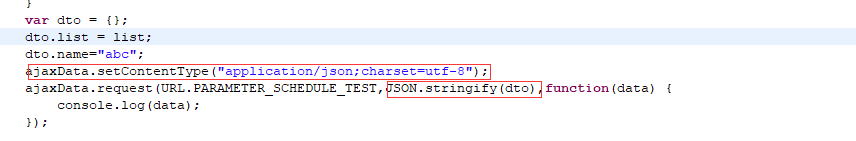 }
var dto = {};
dto.list = list;
dto.name="abc";
ajaxData.setContentType("application/json;charset=utf-8");
ajaxData.request(URL.PARAMETER_SCHEDULE_TEST,JSON.stringify(dto),function(data) {
console.log(data);
});